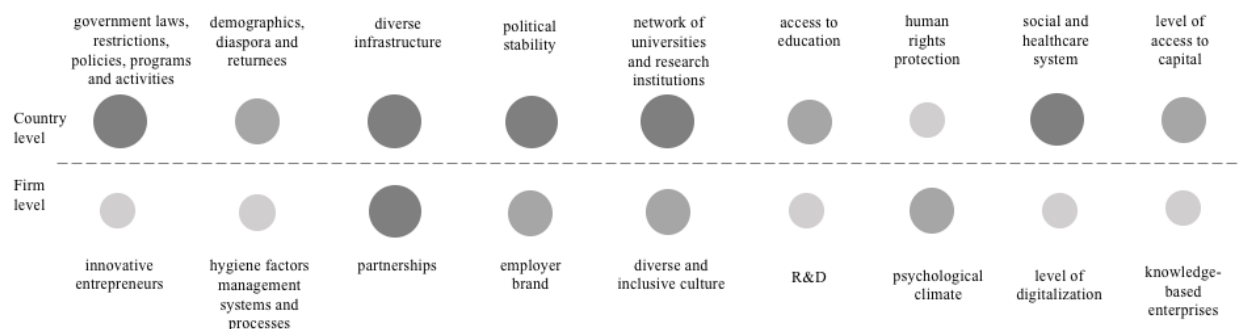 government laws,
restrictions,
policies, programs
and activities
demographics,
diaspora and
returnees
diverse
infrastructure
political
stability
network of
universities
and research
institutions
access to
education
human
rights
protection
social and
healthcare
system
level of
access to
capital
Country
level
Firm
level
innovative
entrepreneurs
hygiene factors
management
systems and
processes
partnerships
employer
brand
diverse and
inclusive culture
R&D
psychological
climate
level of
digitalization
knowledge-
based
enterprises